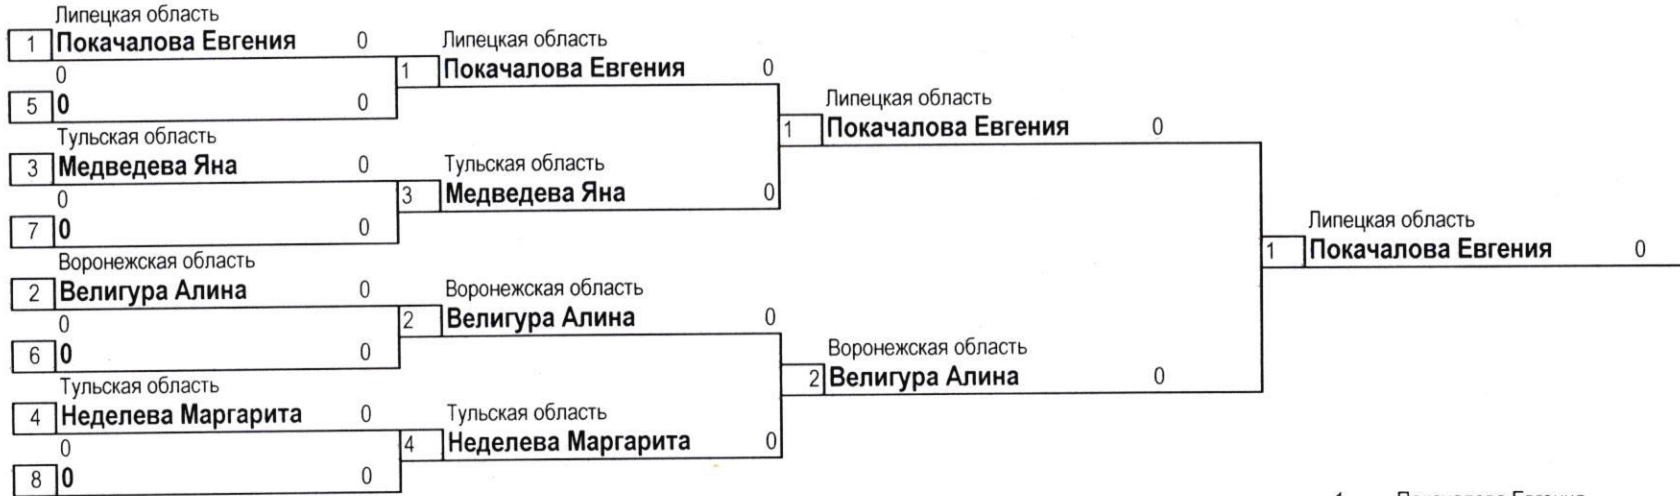 Липецкая область
1 Покачалова Евгения 0
0
5 0 0
Тульская область
3 Медведева Яна 0
0
7 0 0
Воронежская область
2 Велигура Алина 0
0
6 0 0
Тульская область
4 Неделева Маргарита 0
0
8 0 0
Липецкая область
1 Покачалова Евгения 0
Тульская область
3 Медведева Яна 0
Воронежская область
2 Велигура Алина 0
Тульская область
4 Неделева Маргарита 0
Липецкая область
1 Покачалова Евгения 0
Воронежская область
2 Велигура Алина 0
Липецкая область
1 Покачалова Евгения 0
1 Покачалова Евгения